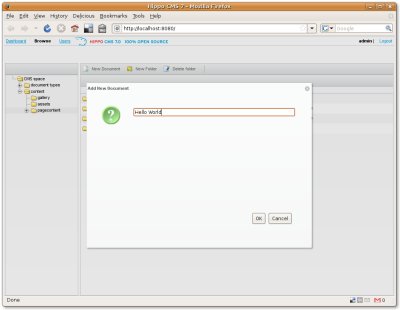 Hippo CMS 7 - Mozilla Firefox
File Edit View History Delicious Bookmarks Tools Help
http://localhost:8080/
Google
Dashboard Browse Users HIPPO CMS 7.0 100% OPEN SOURCE admin | Logout
New Document New Folder Delete folder
CMS space
document types
content
gallery
assets
pagecontent
Add New Document
Hello World
OK Cancel
Done
0